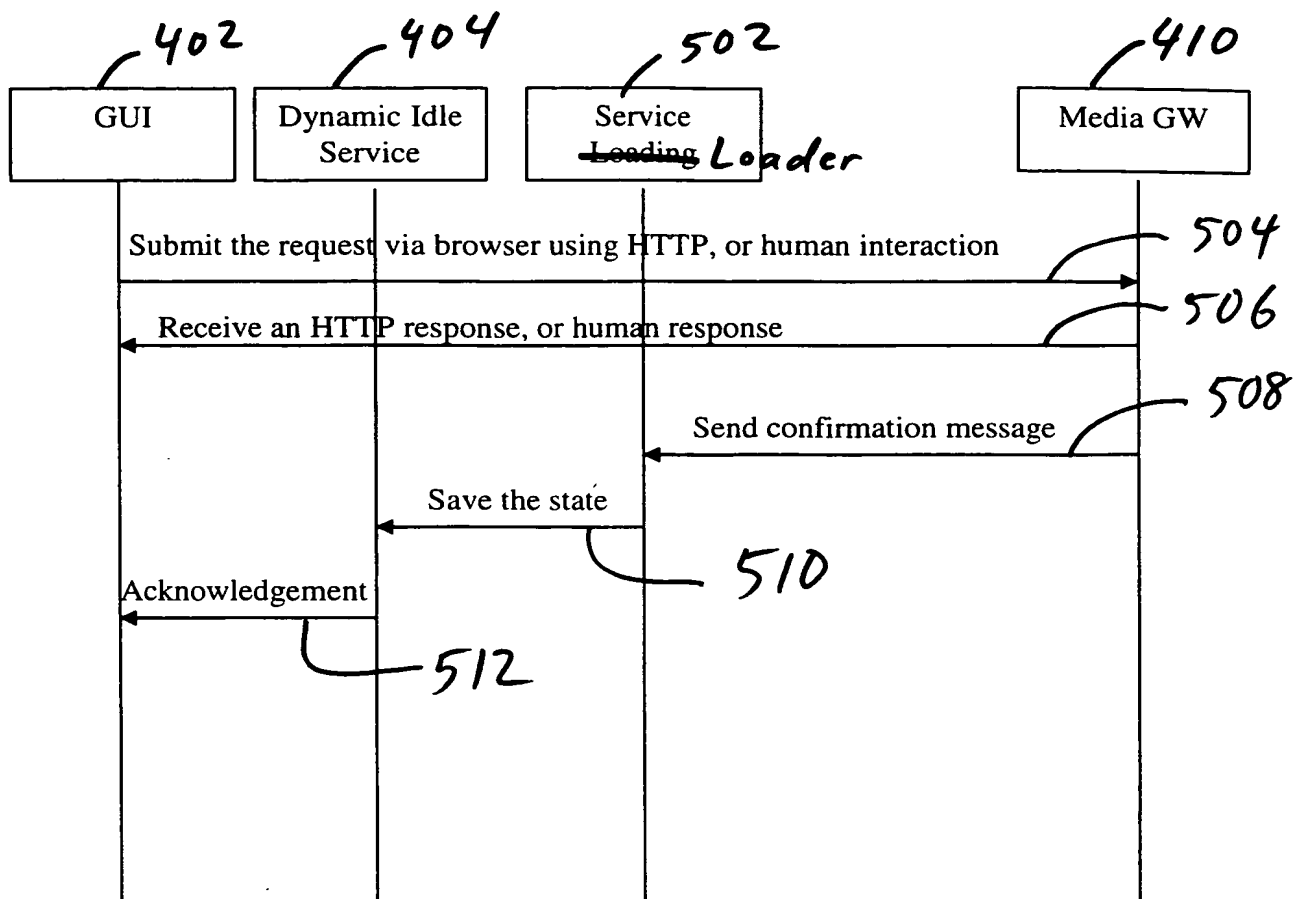 402
404
502
410
GUI
Dynamic Idle
Service
Service
Loading Loader
Media GW
Submit the request via browser using HTTP, or human interaction
504
Receive an HTTP response, or human response
506
Send confirmation message
508
Save the state
510
Acknowledgement
512